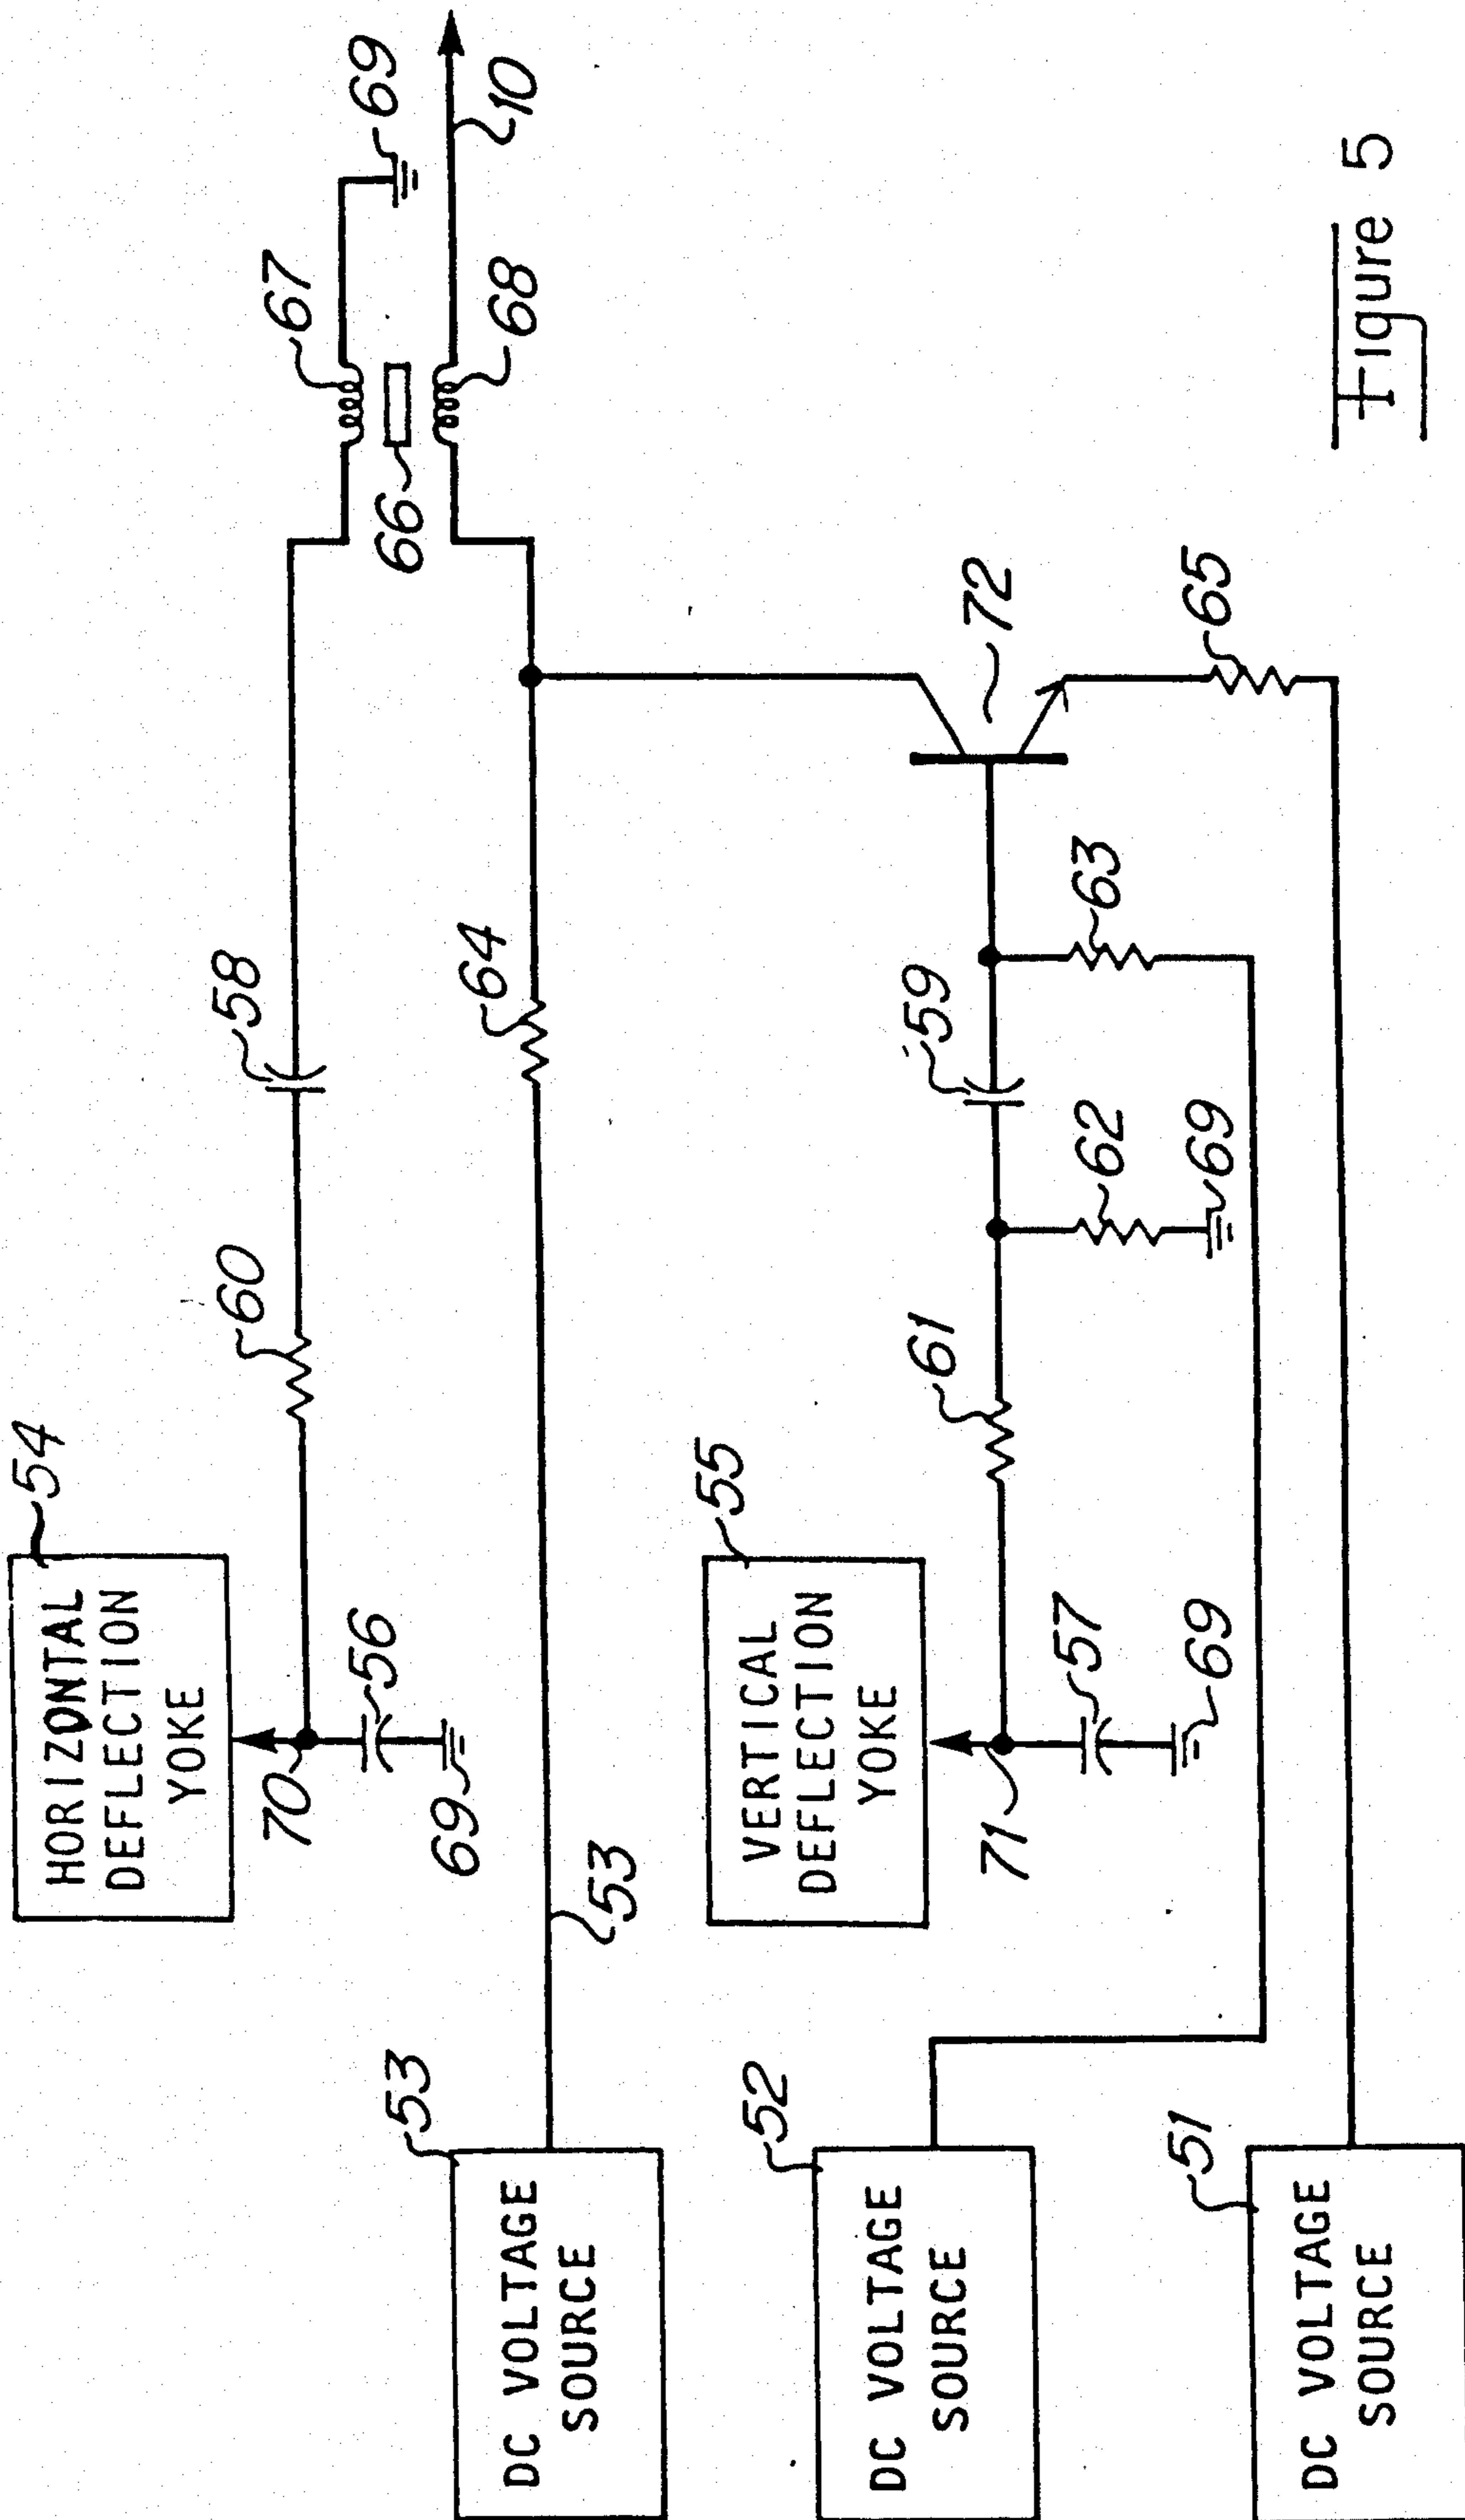 HORIZONTAL
DEFLECTION
YOKE
54
60
58
67
69
70
56
69
66
68
10
DC VOLTAGE
SOURCE
53
53
64
VERTICAL
DEFLECTION
YOKE
55
61
59
72
71
57
69
62
69
63
65
DC VOLTAGE
SOURCE
52
DC VOLTAGE
SOURCE
51
Figure 5